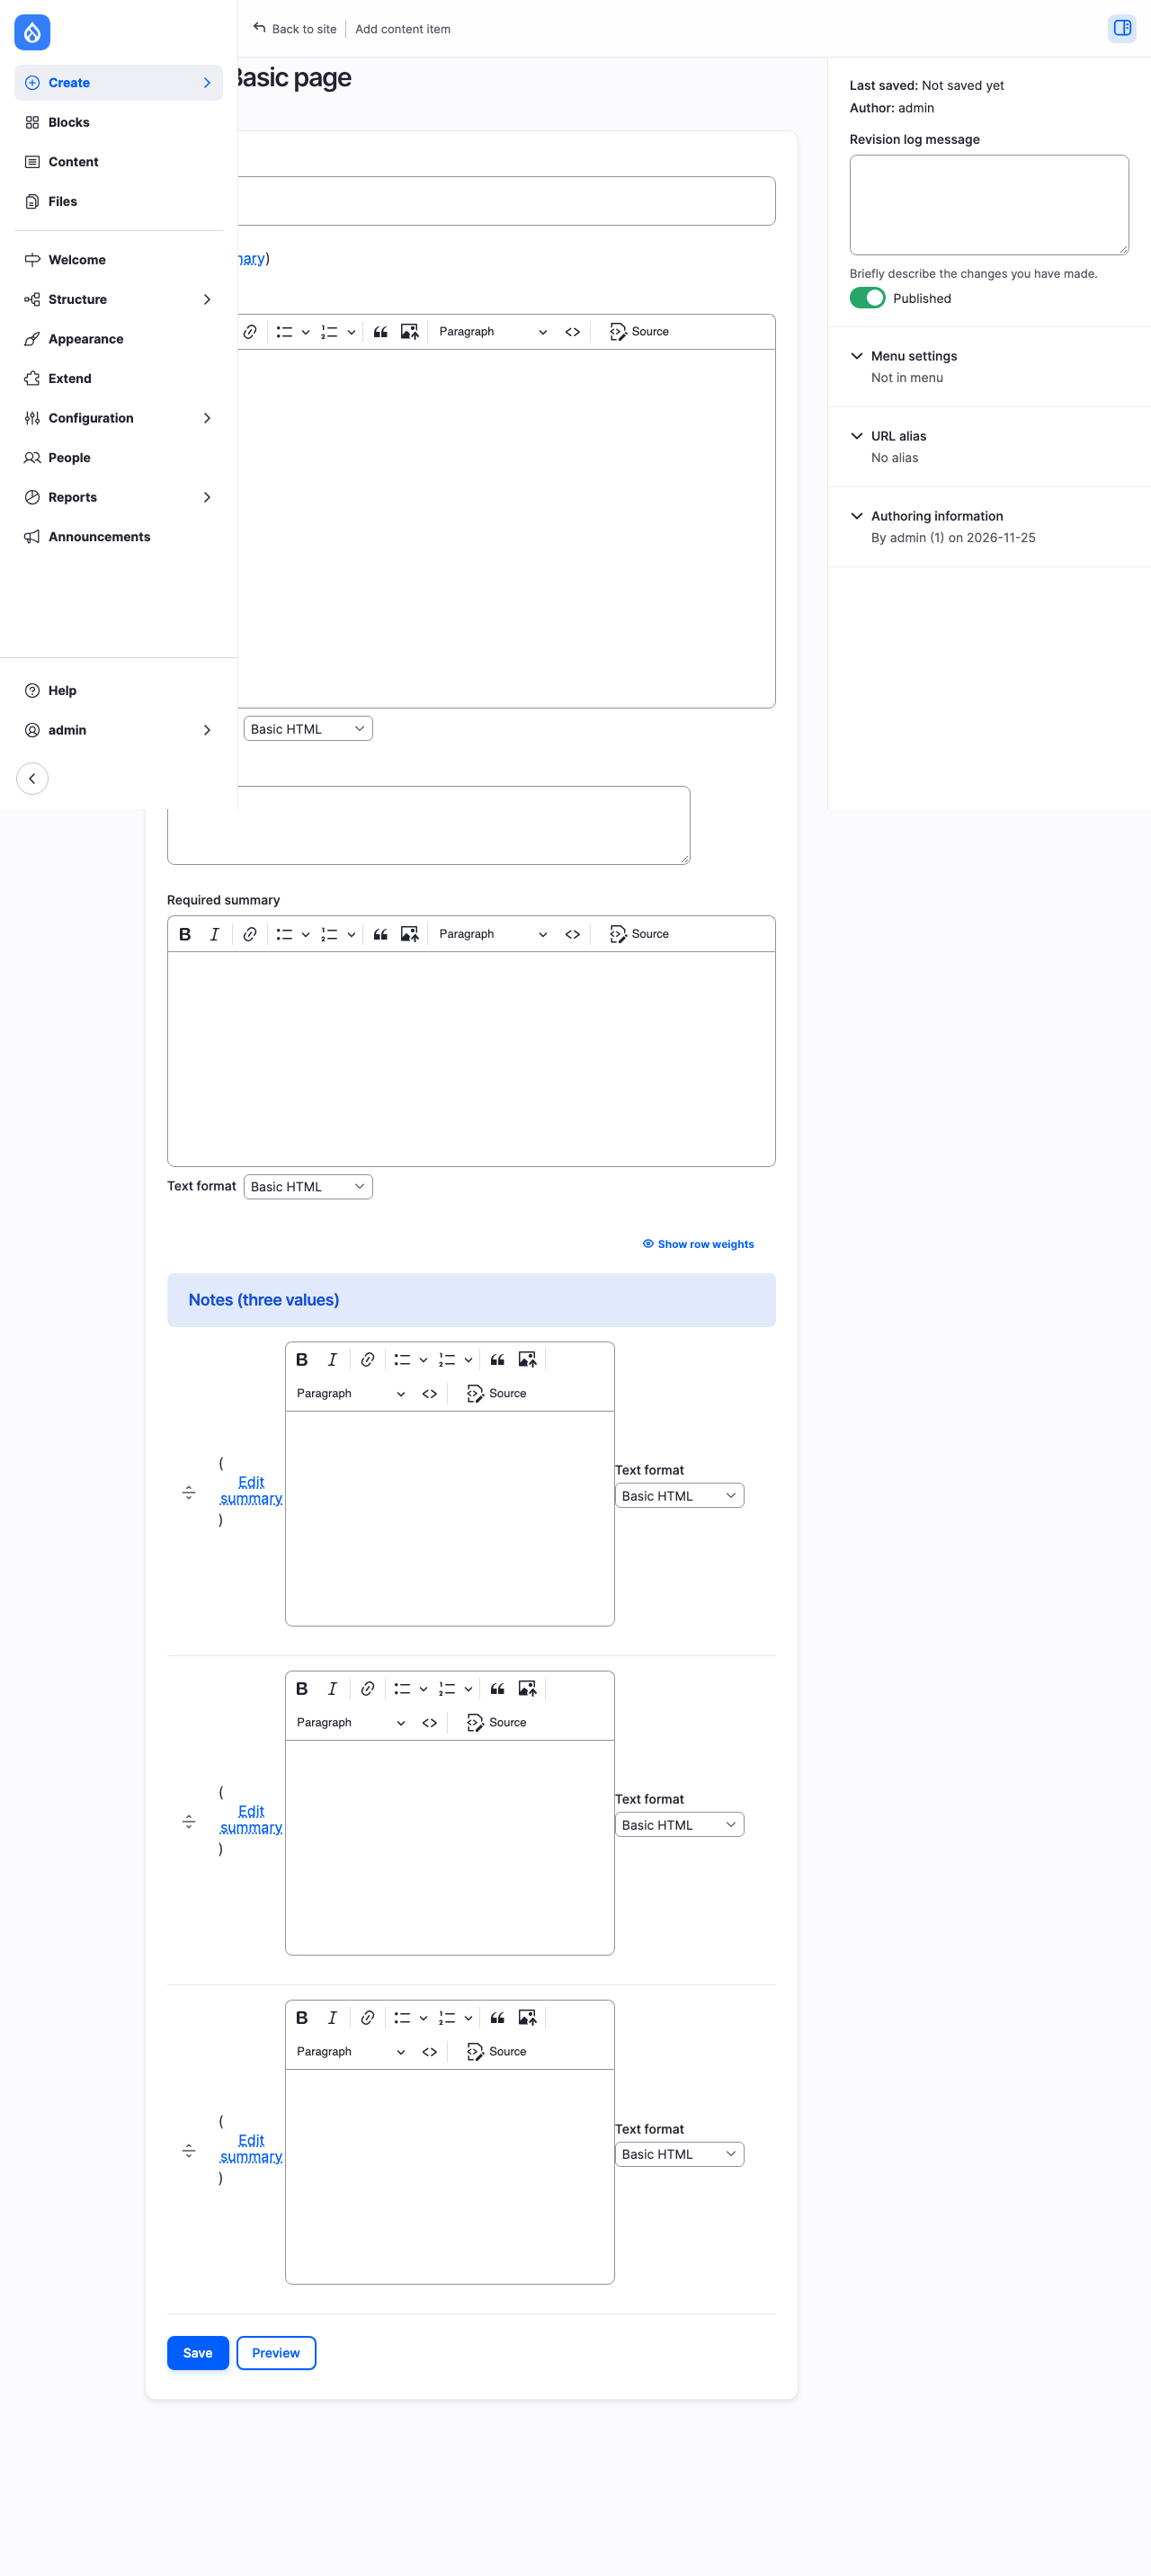 Back to site
Add content item
Create
Blocks
Content
Files
Welcome
Structure
Appearance
Extend
Configuration
People
Reports
Announcements
Help
admin
Basic page
mary)
Paragraph
Source
Basic HTML
Required summary
B I
Paragraph
Source
Text format
Basic HTML
Show row weights
Notes (three values)
B I
Paragraph
Source
(
Edit
summary
)
Text format
Basic HTML
B I
Paragraph
Source
(
Edit
summary
)
Text format
Basic HTML
B I
Paragraph
Source
(
Edit
summary
)
Text format
Basic HTML
Save
Preview
Last saved: Not saved yet
Author: admin
Revision log message
Briefly describe the changes you have made.
Published
Menu settings
Not in menu
URL alias
No alias
Authoring information
By admin (1) on 2026-11-25